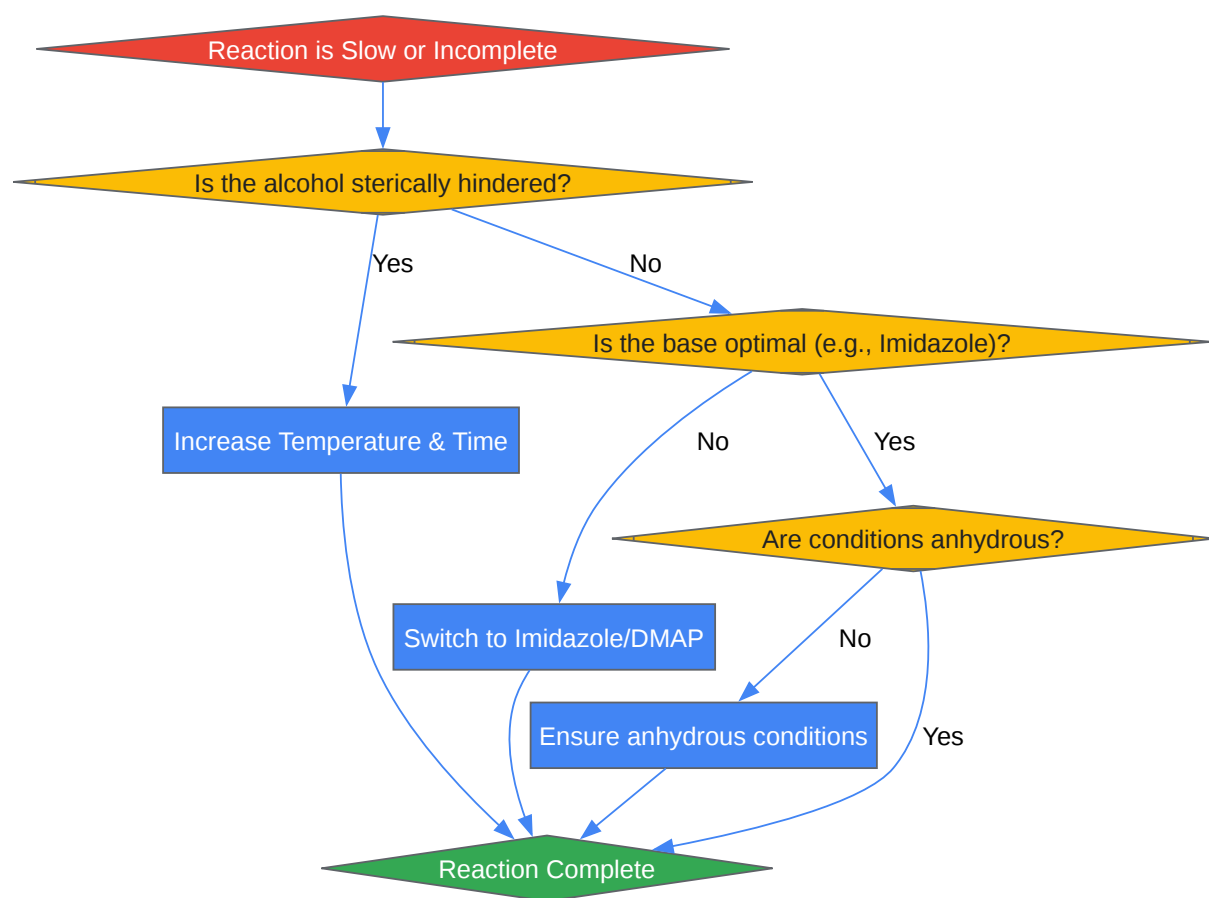 Reaction is Slow or Incomplete
Is the alcohol sterically hindered?
Yes
No
Is the base optimal (e.g., Imidazole)?
Increase Temperature & Time
No
Yes
Are conditions anhydrous?
Switch to Imidazole/DMAP
No
Ensure anhydrous conditions
Yes
Reaction Complete